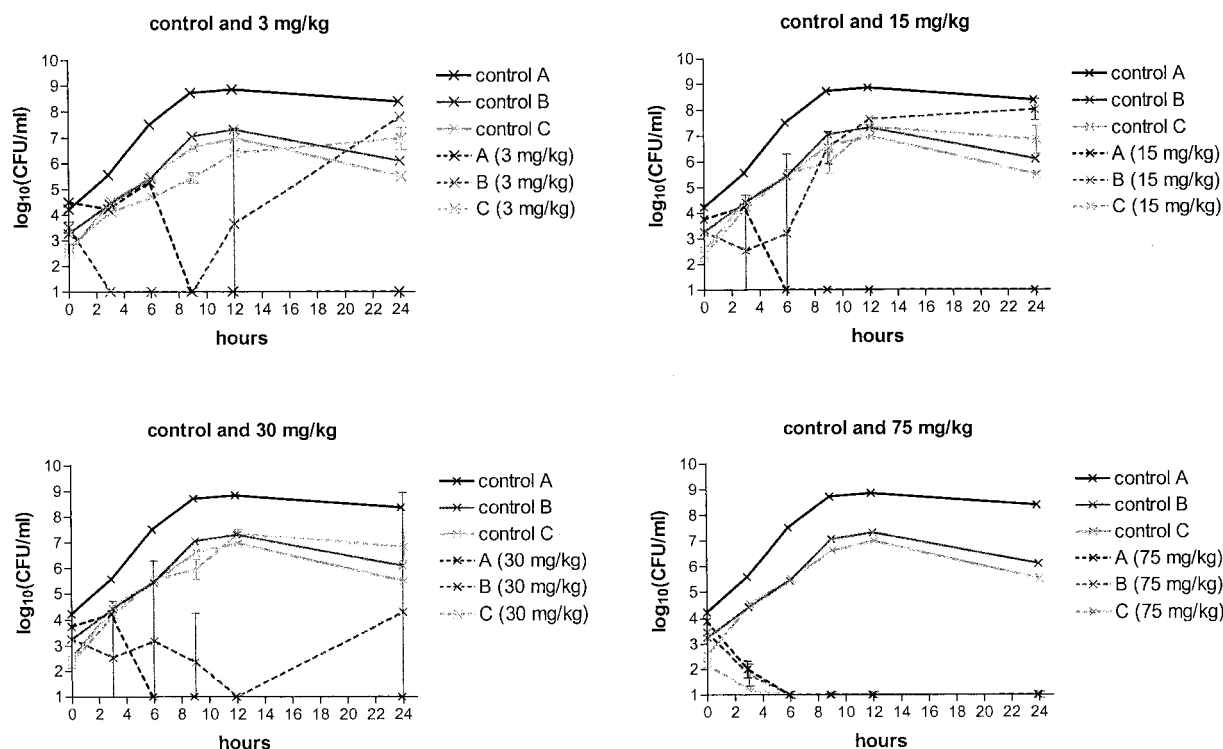 control and 3 mg/kg
log10(CFU/ml)
10
9
8
7
6
5
4
3
2
1
0 2 4 6 8 10 12 14 16 18 20 22 24
hours
control A
control B
control C
A (3 mg/kg)
B (3 mg/kg)
C (3 mg/kg)
control and 15 mg/kg
log10(CFU/ml)
10
9
8
7
6
5
4
3
2
1
0 2 4 6 8 10 12 14 16 18 20 22 24
hours
control A
control B
control C
A (15 mg/kg)
B (15 mg/kg)
C (15 mg/kg)
control and 30 mg/kg
log10(CFU/ml)
10
9
8
7
6
5
4
3
2
1
0 2 4 6 8 10 12 14 16 18 20 22 24
hours
control A
control B
control C
A (30 mg/kg)
B (30 mg/kg)
C (30 mg/kg)
control and 75 mg/kg
log10(CFU/ml)
10
9
8
7
6
5
4
3
2
1
0 2 4 6 8 10 12 14 16 18 20 22 24
hours
control A
control B
control C
A (75 mg/kg)
B (75 mg/kg)
C (75 mg/kg)